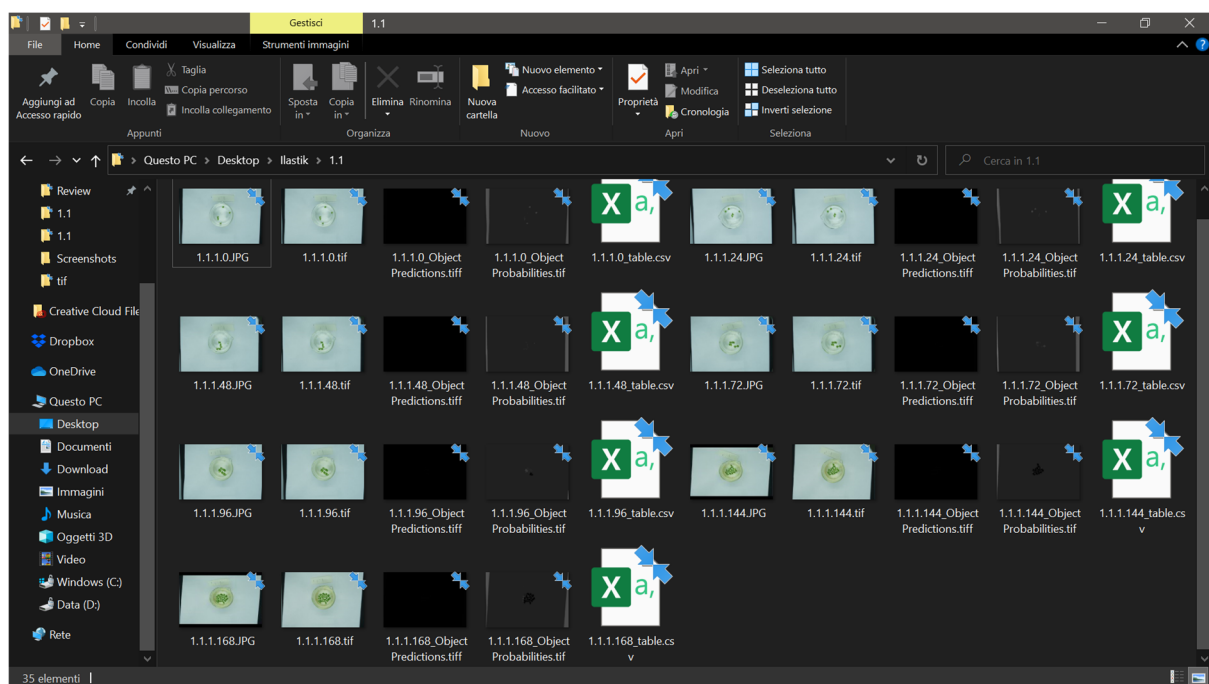 Gestisci 1.1
File Home Condividi Visualizza Strumenti immagini
Aggiungi ad
Accesso rapido
Copia
Incolla
Taglia
Copia percorso
Incolla collegamento
Appunti
Sposta
in
Copia
in
Elimina
Rinomina
Organizza
Nuova
cartella
Nuovo elemento
Accesso facilitato
Nuovo
Proprietà
Apri
Modifica
Cronologia
Apri
Seleziona tutto
Deseleziona tutto
Inverti selezione
Seleziona
Questo PC > Desktop > Ilastik > 1.1
Cerca in 1.1
Review
1.1
1.1
Screenshots
tif
Creative Cloud File
Dropbox
OneDrive
Questo PC
Desktop
Documenti
Download
Immagini
Musica
Oggetti 3D
Video
Windows (C:)
Data (D:)
Rete
1.1.1.0.JPG
1.1.1.0.tif
1.1.1.0_Object
Predictions.tiff
1.1.1.0_Object
Probabilities.tif
X a,
1.1.1.0_table.csv
1.1.1.24.JPG
1.1.1.24.tif
1.1.1.24_Object
Predictions.tiff
1.1.1.24_Object
Probabilities.tif
X a,
1.1.1.24_table.csv
1.1.1.48.JPG
1.1.1.48.tif
1.1.1.48_Object
Predictions.tiff
1.1.1.48_Object
Probabilities.tif
X a,
1.1.1.48_table.csv
1.1.1.72.JPG
1.1.1.72.tif
1.1.1.72_Object
Predictions.tiff
1.1.1.72_Object
Probabilities.tif
X a,
1.1.1.72_table.csv
1.1.1.96.JPG
1.1.1.96.tif
1.1.1.96_Object
Predictions.tiff
1.1.1.96_Object
Probabilities.tif
X a,
1.1.1.96_table.csv
1.1.1.144.JPG
1.1.1.144.tif
1.1.1.144_Object
Predictions.tiff
1.1.1.144_Object
Probabilities.tif
X a,
1.1.1.144_table.cs
v
1.1.1.168.JPG
1.1.1.168.tif
1.1.1.168_Object
Predictions.tiff
1.1.1.168_Object
Probabilities.tif
X a,
1.1.1.168_table.cs
v
35 elementi